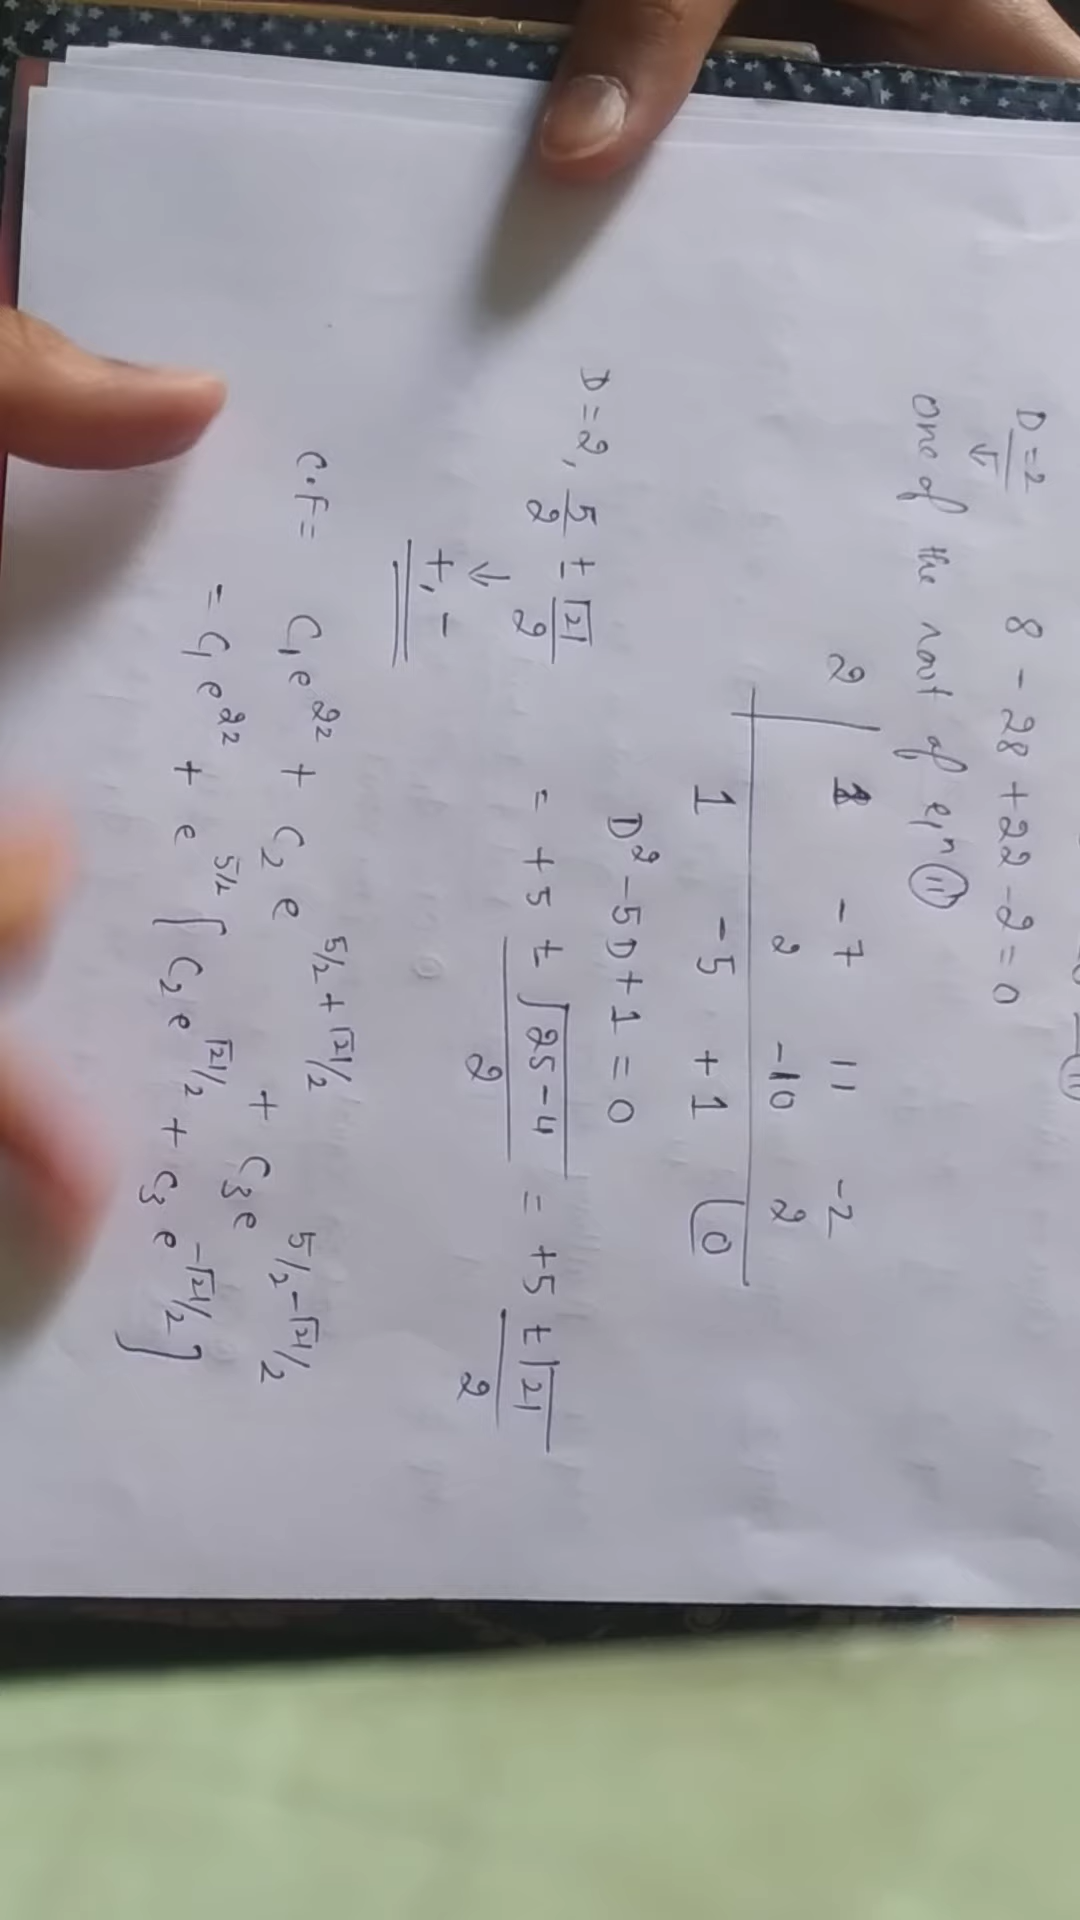 D=2 8 - 28 + 22 - 2 = 0
↓
One of the root of eqn (ii)
2 | 1 -7 11 -2
2 -10 2
1 -5 +1 0
D² - 5D + 1 = 0
D = 2, 5/2 ± √21/2 = +5 ± √25-4 / 2 = +5 ± √21 / 2
↓
+, -
C.F = C₁e^2z + C₂e^5/2+√21/2 + C₃e^5/2-√21/2
= C₁e^2z + e^5/2 [C₂e^√21/2 + C₃e^-√21/2]